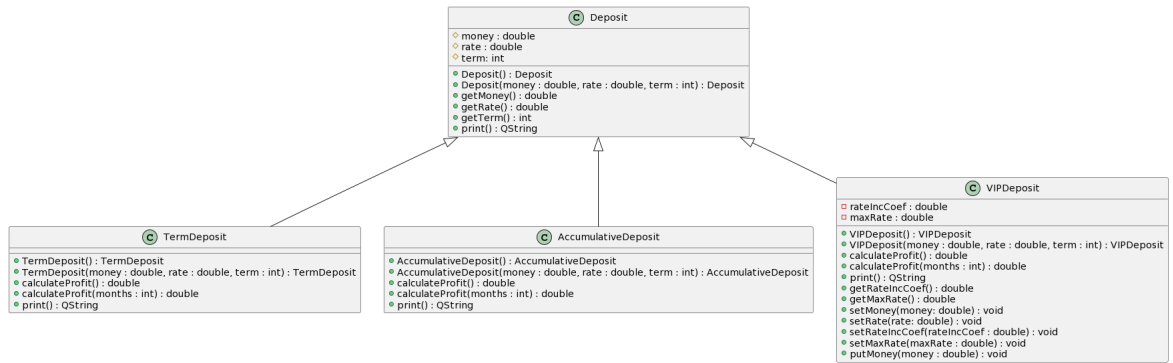 C Deposit
money : double
rate : double
term: int
Deposit() : Deposit
Deposit(money : double, rate : double, term : int) : Deposit
getMoney() : double
getRate() : double
getTerm() : int
print() : QString
C TermDeposit
TermDeposit() : TermDeposit
TermDeposit(money : double, rate : double, term : int) : TermDeposit
calculateProfit() : double
calculateProfit(months : int) : double
print() : QString
C AccumulativeDeposit
AccumulativeDeposit() : AccumulativeDeposit
AccumulativeDeposit(money : double, rate : double, term : int) : AccumulativeDeposit
calculateProfit() : double
calculateProfit(months : int) : double
print() : QString
C VIPDeposit
rateIncCoef : double
maxRate : double
VIPDeposit() : VIPDeposit
VIPDeposit(money : double, rate : double, term : int) : VIPDeposit
calculateProfit() : double
calculateProfit(months : int) : double
print() : QString
getRateIncCoef() : double
getMaxRate() : double
setMoney(money: double) : void
setRate(rate: double) : void
setRateIncCoef(rateIncCoef : double) : void
setMaxRate(maxRate : double) : void
putMoney(money : double) : void